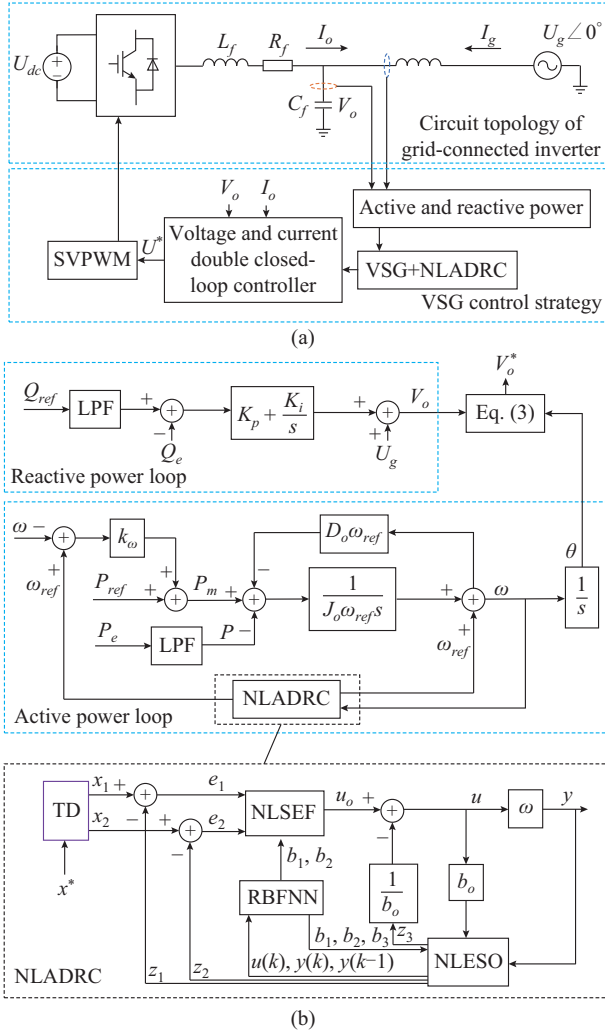 U_dc
L_f
R_f
I_o
I_g
U_g∠0°
C_f
V_o
Circuit topology of
grid-connected inverter
V_o
I_o
Active and reactive power
SVPWM
U*
Voltage and current
double closed-
loop controller
VSG+NLADRC
VSG control strategy
(a)
Q_ref
LPF
+
−
Q_e
K_p + K_i/s
+
+
U_g
V_o
V_o*
Eq. (3)
Reactive power loop
ω
−
+
ω_ref
k_ω
D_oω_ref
θ
P_ref
+
+
P_m
+
−
1/(J_oω_ref s)
+
ω
1/s
P_e
LPF
P
−
+
ω_ref
NLADRC
Active power loop
TD
x_1
+
−
e_1
x_2
+
−
e_2
NLSEF
u_o
+
−
u
ω
y
x*
b_1, b_2
1/b_o
b_o
RBFNN
b_1, b_2, b_3
z_3
NLESO
u(k), y(k), y(k−1)
NLADRC
z_1
z_2
(b)